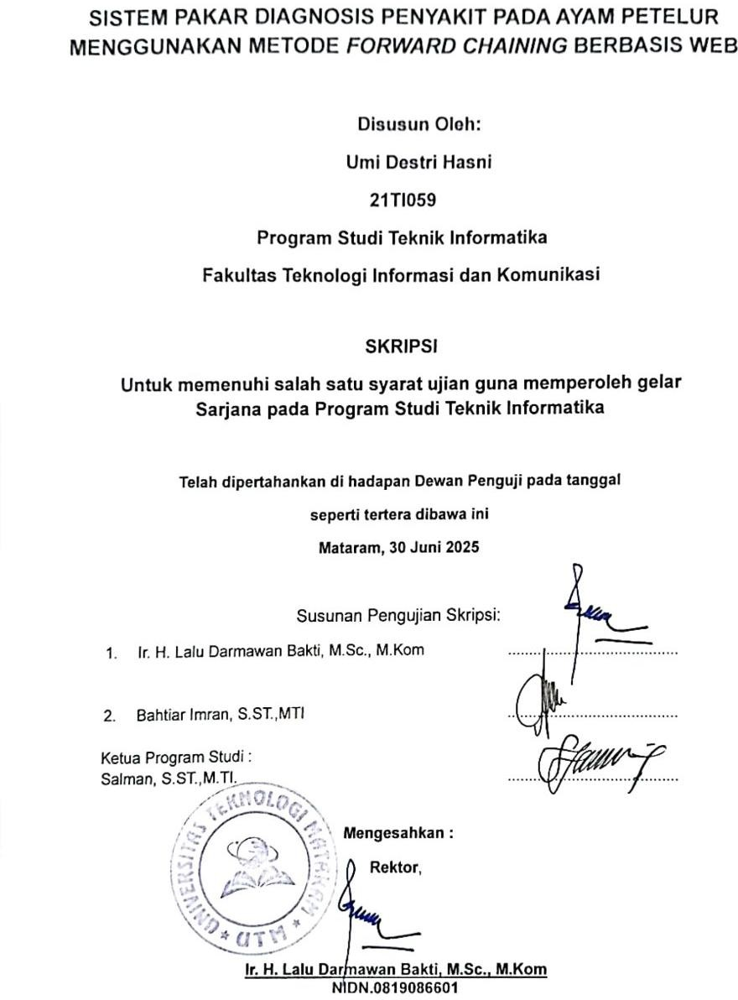 SISTEM PAKAR DIAGNOSIS PENYAKIT PADA AYAM PETELUR
MENGGUNAKAN METODE FORWARD CHAINING BERBASIS WEB
Disusun Oleh:
Umi Destri Hasni
21TI059
Program Studi Teknik Informatika
Fakultas Teknologi Informasi dan Komunikasi
SKRIPSI
Untuk memenuhi salah satu syarat ujian guna memperoleh gelar
Sarjana pada Program Studi Teknik Informatika
Telah dipertahankan di hadapan Dewan Penguji pada tanggal
seperti tertera dibawa ini
Mataram, 30 Juni 2025
Susunan Pengujian Skripsi:
1. Ir. H. Lalu Darmawan Bakti, M.Sc., M.Kom ..........
2. Bahtiar Imran, S.ST.,MTI ..........
Ketua Program Studi :
Salman, S.ST.,M.TI. ..........
UNIVERSITAS TEKNOLOGI MATARAM
UTM
Mengesahkan :
Rektor,
Ir. H. Lalu Darmawan Bakti, M.Sc., M.Kom
NIDN.0819086601